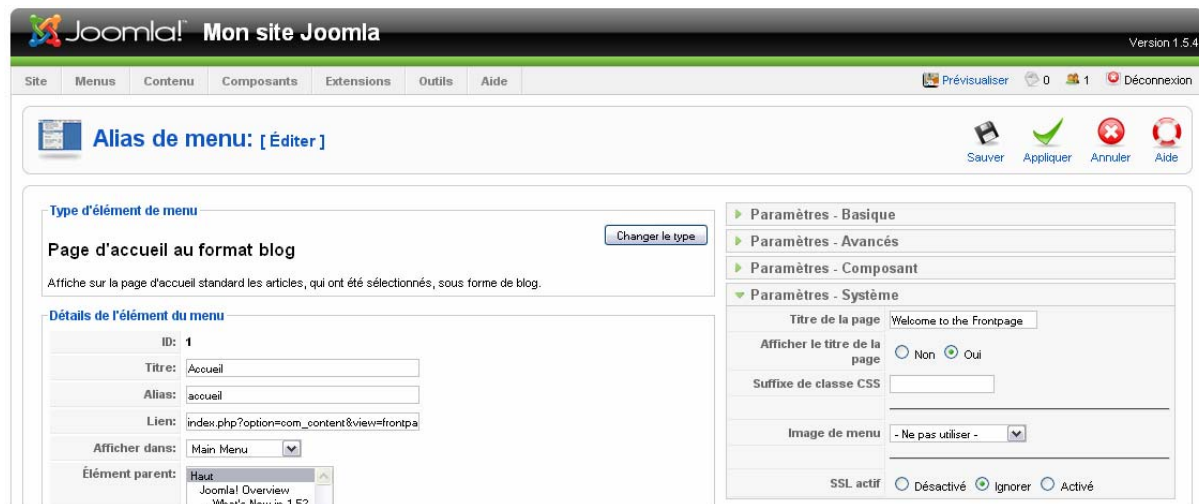 Joomla! Mon site Joomla
Version 1.5.4
Site Menus Contenu Composants Extensions Outils Aide
Prévisualiser 0 1 Déconnexion
Alias de menu: [ Éditer ]
Sauver Appliquer Annuler Aide
Type d'élément de menu
Page d'accueil au format blog
Changer le type
Affiche sur la page d'accueil standard les articles, qui ont été sélectionnés, sous forme de blog.
Détails de l'élément du menu
ID: 1
Titre: Accueil
Alias: accueil
Lien: index.php?option=com_content&view=frontpa
Afficher dans: Main Menu
Élément parent: Haut
Joomla! Overview
What's New in 1.5?
Paramètres - Basique
Paramètres - Avancés
Paramètres - Composant
Paramètres - Système
Titre de la page Welcome to the Frontpage
Afficher le titre de la page Non Oui
Suffixe de classe CSS
Image de menu - Ne pas utiliser -
SSL actif Désactivé Ignorer Activé